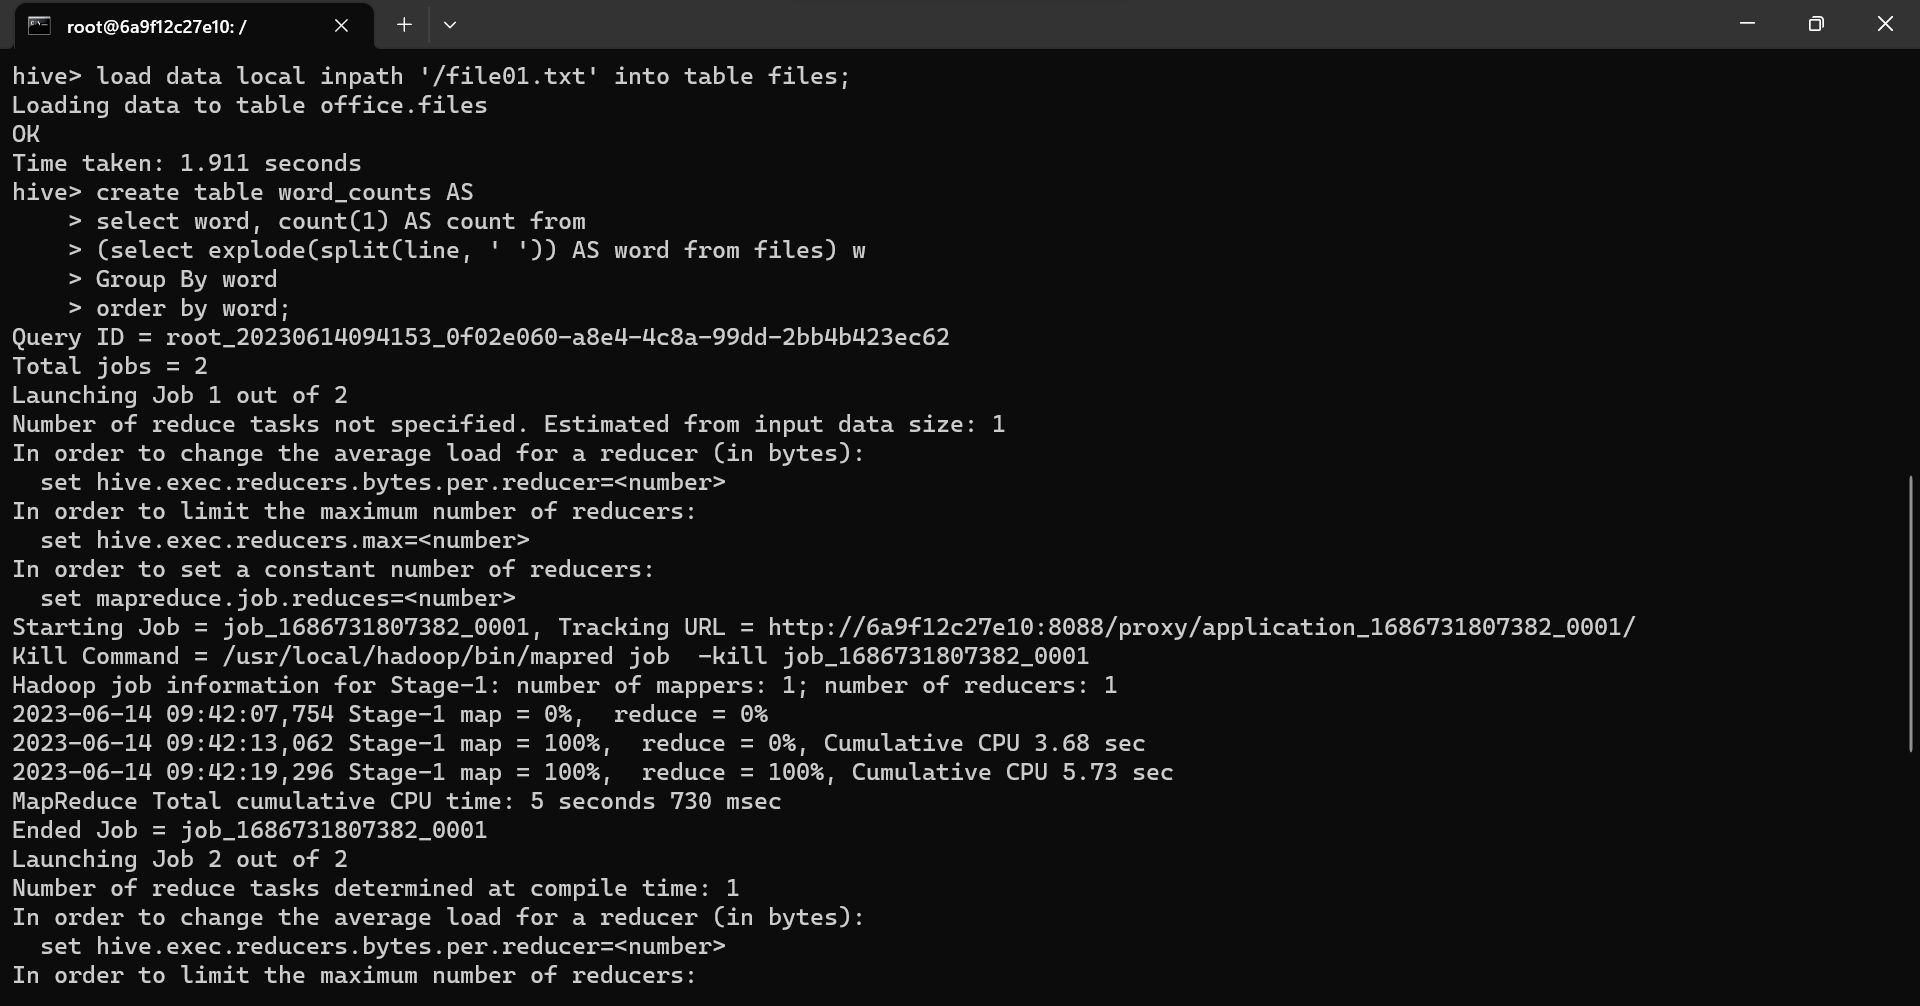 root@6a9f12c27e10: /
hive> load data local inpath '/file01.txt' into table files;
Loading data to table office.files
OK
Time taken: 1.911 seconds
hive> create table word_counts AS
    > select word, count(1) AS count from
    > (select explode(split(line, ' ')) AS word from files) w
    > Group By word
    > order by word;
Query ID = root_20230614094153_0f02e060-a8e4-4c8a-99dd-2bb4b423ec62
Total jobs = 2
Launching Job 1 out of 2
Number of reduce tasks not specified. Estimated from input data size: 1
In order to change the average load for a reducer (in bytes):
  set hive.exec.reducers.bytes.per.reducer=<number>
In order to limit the maximum number of reducers:
  set hive.exec.reducers.max=<number>
In order to set a constant number of reducers:
  set mapreduce.job.reduces=<number>
Starting Job = job_1686731807382_0001, Tracking URL = http://6a9f12c27e10:8088/proxy/application_1686731807382_0001/
Kill Command = /usr/local/hadoop/bin/mapred job  -kill job_1686731807382_0001
Hadoop job information for Stage-1: number of mappers: 1; number of reducers: 1
2023-06-14 09:42:07,754 Stage-1 map = 0%,  reduce = 0%
2023-06-14 09:42:13,062 Stage-1 map = 100%,  reduce = 0%, Cumulative CPU 3.68 sec
2023-06-14 09:42:19,296 Stage-1 map = 100%,  reduce = 100%, Cumulative CPU 5.73 sec
MapReduce Total cumulative CPU time: 5 seconds 730 msec
Ended Job = job_1686731807382_0001
Launching Job 2 out of 2
Number of reduce tasks determined at compile time: 1
In order to change the average load for a reducer (in bytes):
  set hive.exec.reducers.bytes.per.reducer=<number>
In order to limit the maximum number of reducers: